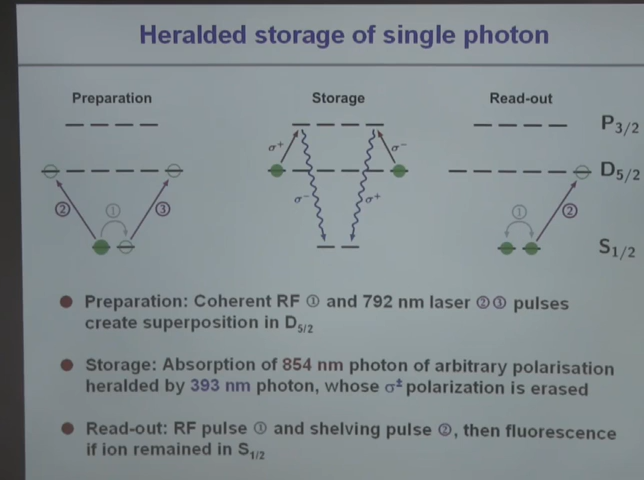 Heralded storage of single photon
Preparation
Storage
Read-out
P3/2
σ+
σ−
D5/2
②
①
③
σ−
σ+
①
②
S1/2
Preparation: Coherent RF ① and 792 nm laser ②③ pulses
create superposition in D5/2
Storage: Absorption of 854 nm photon of arbitrary polarisation
heralded by 393 nm photon, whose σ± polarization is erased
Read-out: RF pulse ① and shelving pulse ②, then fluorescence
if ion remained in S1/2